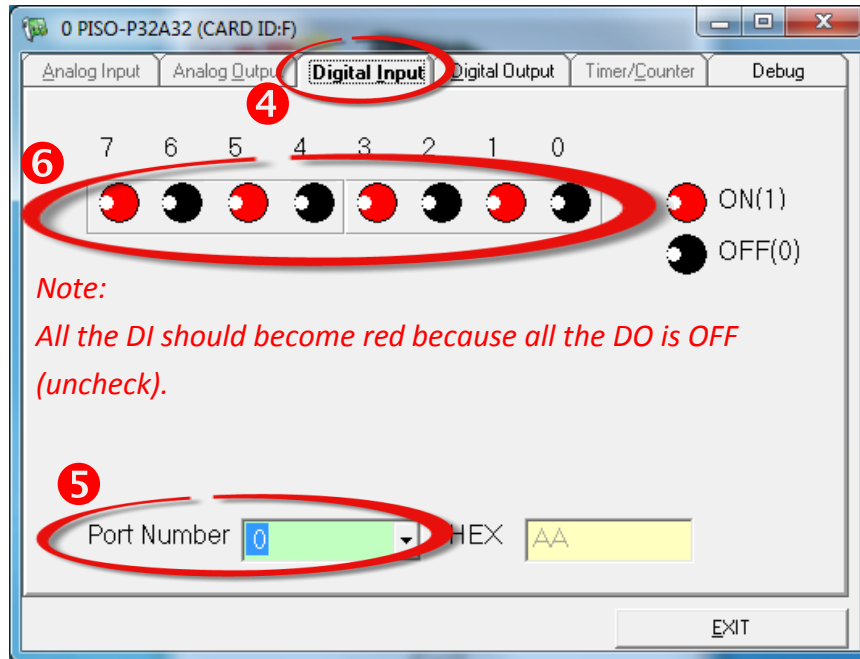 0 PISO-P32A32 (CARD ID:F)
Analog Input Analog Output Digital Input Digital Output Timer/Counter Debug
4
7 6 5 4 3 2 1 0
6
ON(1)
OFF(0)
Note:
All the DI should become red because all the DO is OFF
(uncheck).
5
Port Number 0 HEX AA
EXIT